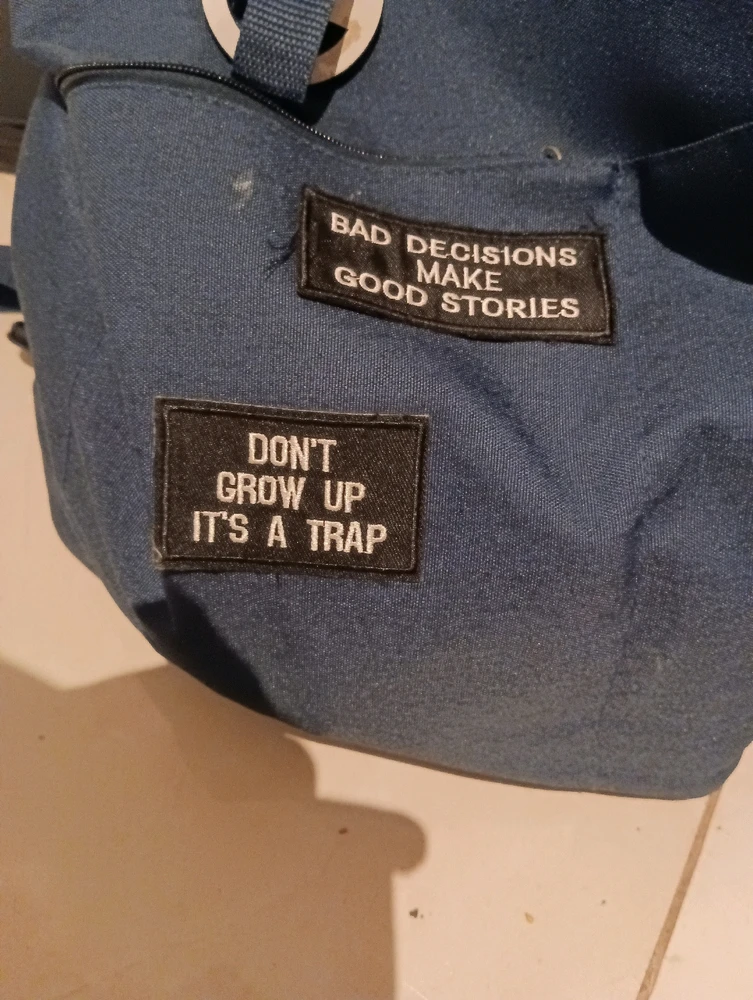 BAD DECISIONS
MAKE
GOOD STORIES
DON'T
GROW UP
IT'S A TRAP